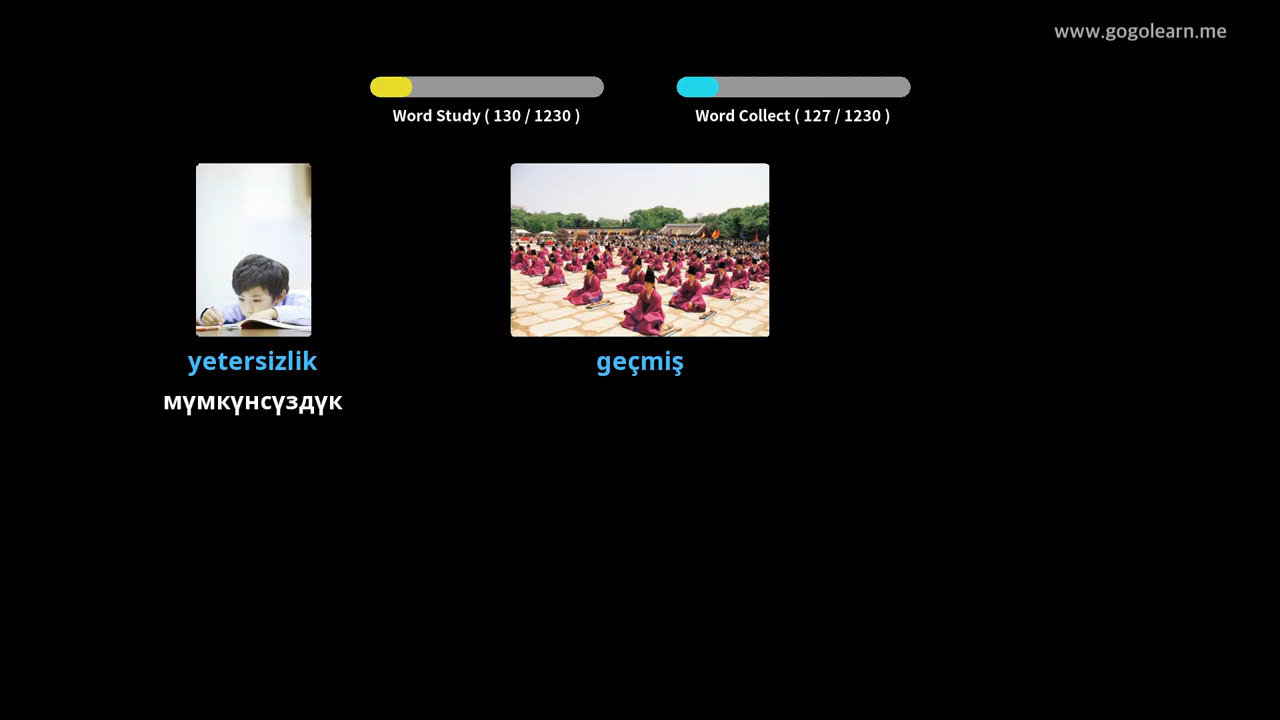 www.gogolearn.me
Word Study ( 130 / 1230 )
Word Collect ( 127 / 1230 )
yetersizlik
geçmiş
мүмкүнсүздүк